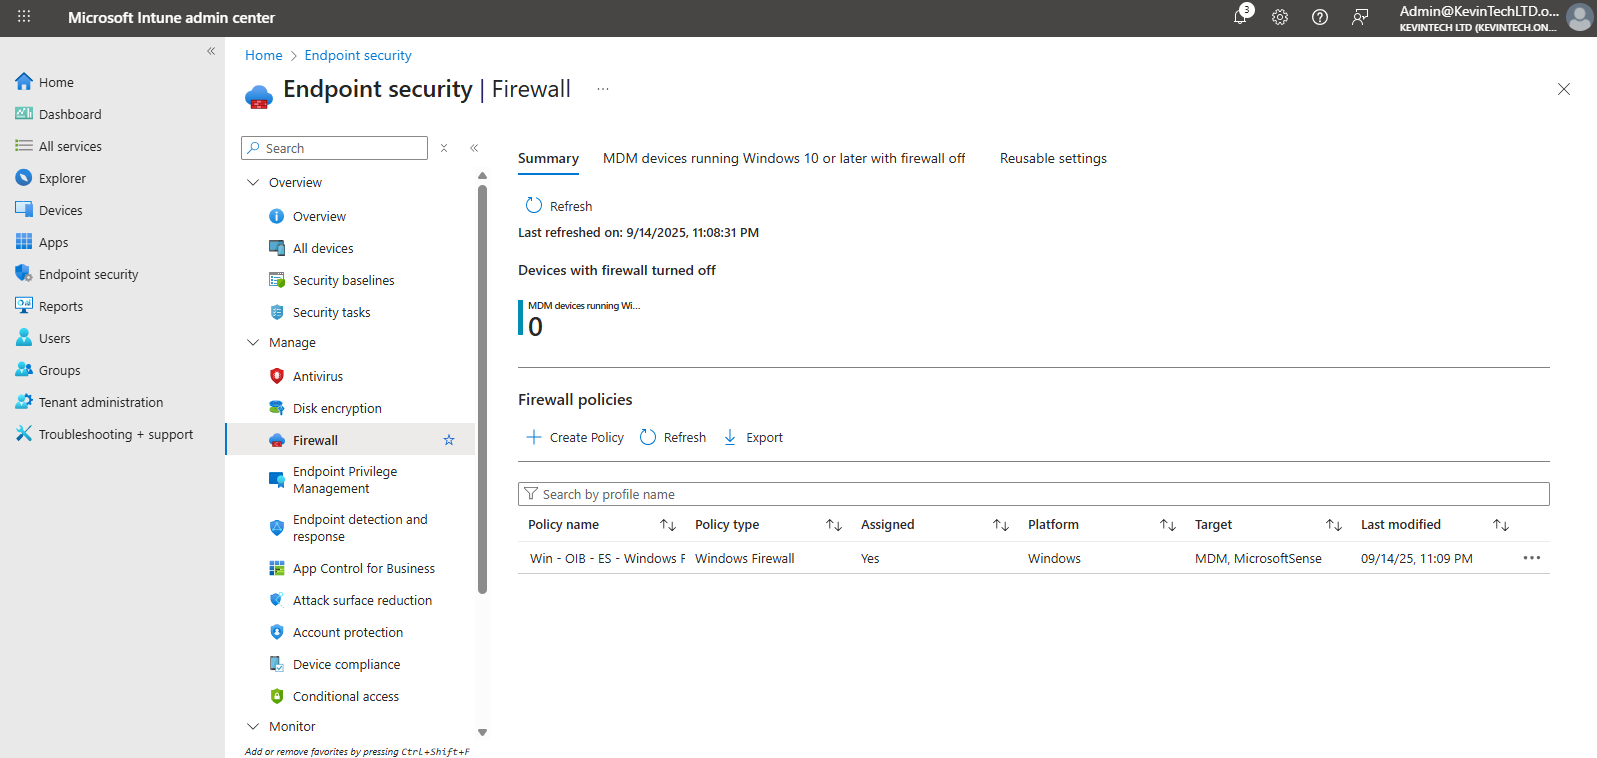 Microsoft Intune admin center
3
Admin@KevinTechLTD.o...
KEVINTECH LTD (KEVINTECH.ON...
«
Home
Dashboard
All services
Explorer
Devices
Apps
Endpoint security
Reports
Users
Groups
Tenant administration
Troubleshooting + support
Home > Endpoint security
Endpoint security | Firewall ...
Search
«
Overview
Overview
All devices
Security baselines
Security tasks
Manage
Antivirus
Disk encryption
Firewall
Endpoint Privilege
Management
Endpoint detection and
response
App Control for Business
Attack surface reduction
Account protection
Device compliance
Conditional access
Monitor
Add or remove favorites by pressing Ctrl+Shift+F
Summary MDM devices running Windows 10 or later with firewall off Reusable settings
Refresh
Last refreshed on: 9/14/2025, 11:08:31 PM
Devices with firewall turned off
MDM devices running Wi...
0
Firewall policies
Create Policy Refresh Export
Search by profile name
Policy name Policy type Assigned Platform Target Last modified
Win - OIB - ES - Windows F Windows Firewall Yes Windows MDM, MicrosoftSense 09/14/25, 11:09 PM ...